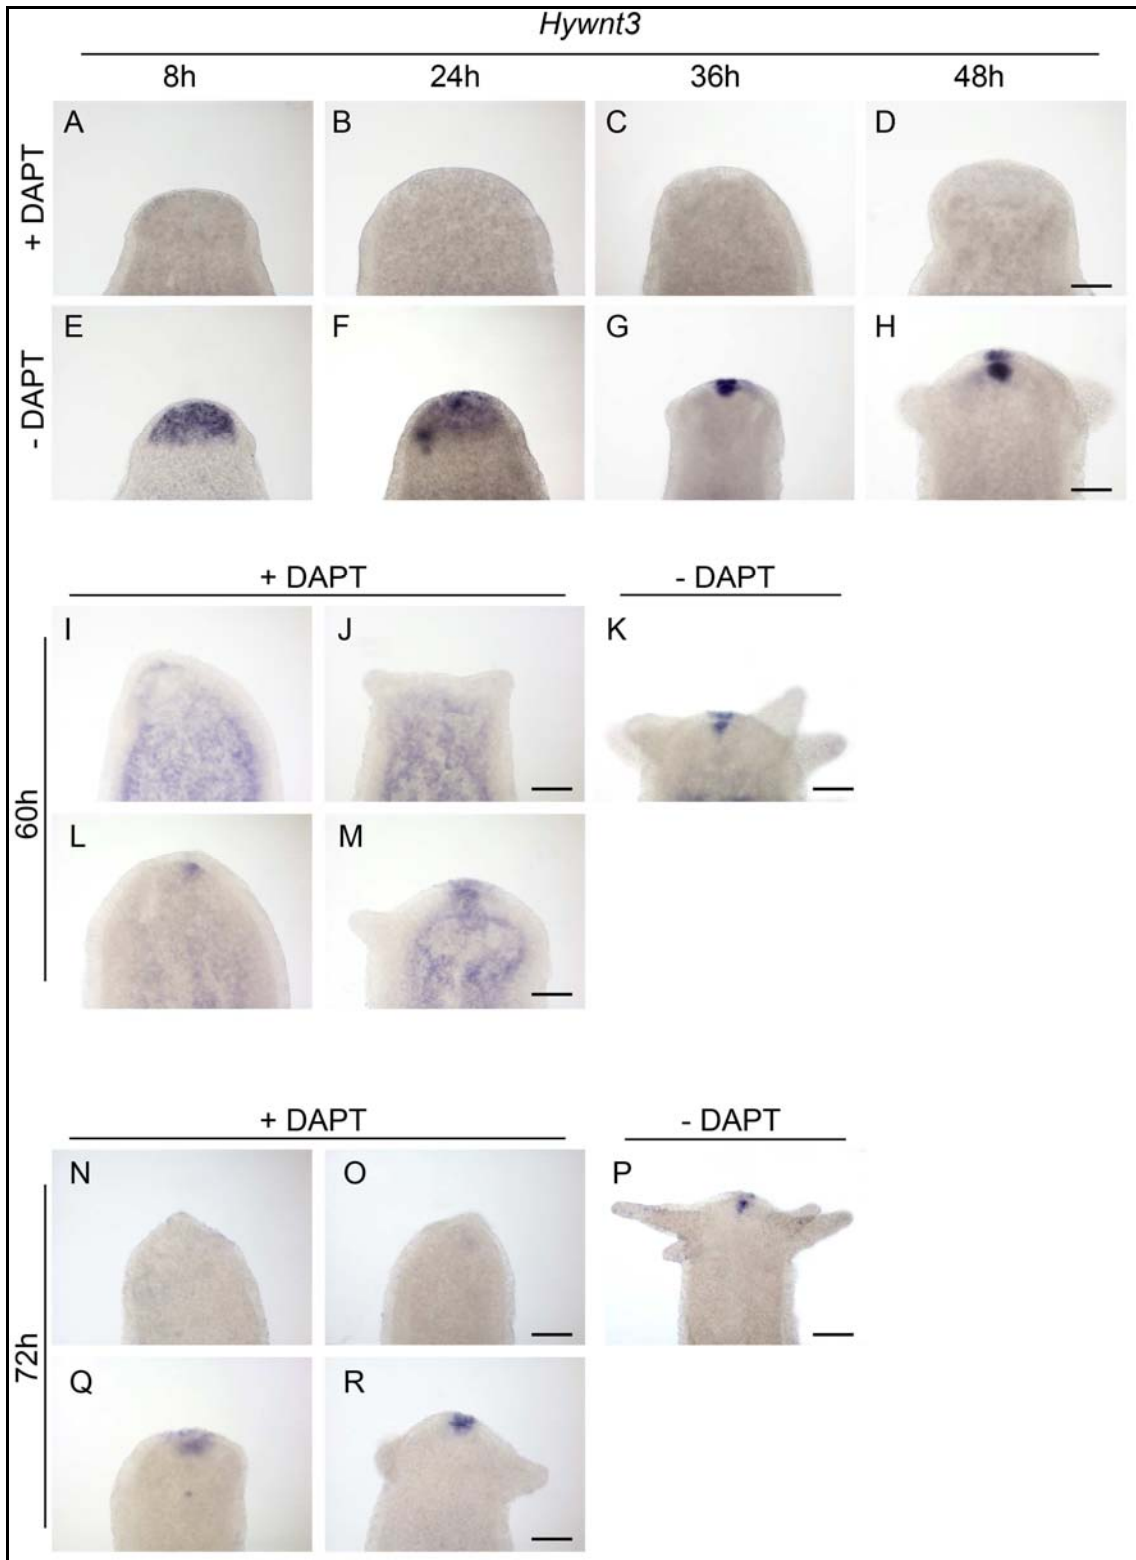 Hywnt3
8h 24h 36h 48h
+ DAPT
A B C D
- DAPT
E F G H
+ DAPT - DAPT
60h
I J K
L M
+ DAPT - DAPT
72h
N O P
Q R